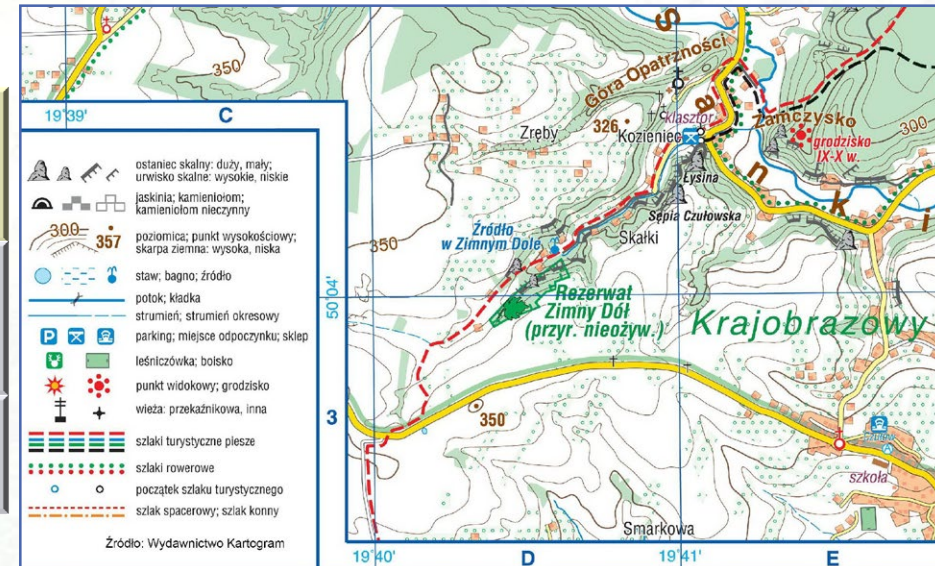 350
19°39'
C
ostaniec skalny: duży, mały;
urwisko skalne: wysokie, niskie
jaskinia; kamieniołom;
kamieniołom nieczynny
300
357
poziomica; punkt wysokościowy;
skarpa ziemna: wysoka, niska
staw; bagno; źródło
potok; kładka
strumień; strumień okresowy
P
parking; miejsce odpoczynku; sklep
leśniczówka; boisko
punkt widokowy; grodzisko
wieża: przekaźnikowa, inna
szlaki turystyczne piesze
szlaki rowerowe
początek szlaku turystycznego
szlak spacerowy; szlak konny
Źródło: Wydawnictwo Kartogram
S
a
n
k
i
Góra Opatrzności
klasztor
Zręby
326
Kozieniec
Zamczysko
grodzisko
IX-X w.
300
Łysina
Sępia Czułowska
Źródło
w Zimnym Dole
Skałki
350
50°04'
Rezerwat
Zimny Dół
(przyr. nieożyw.)
Krajobrazowy
3
350
szkoła
Smarkowa
19°40'
D
19°41'
E